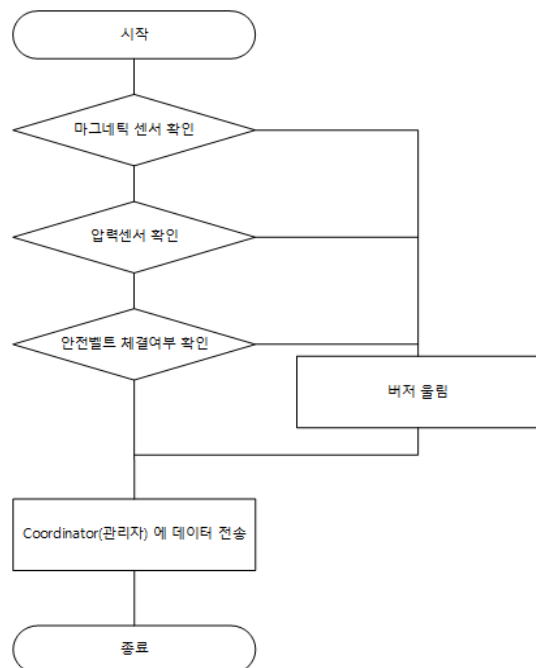 시작
마그네틱 센서 확인
압력센서 확인
안전벨트 체결여부 확인
버저 울림
Coordinator(관리자) 에 데이터 전송
종료